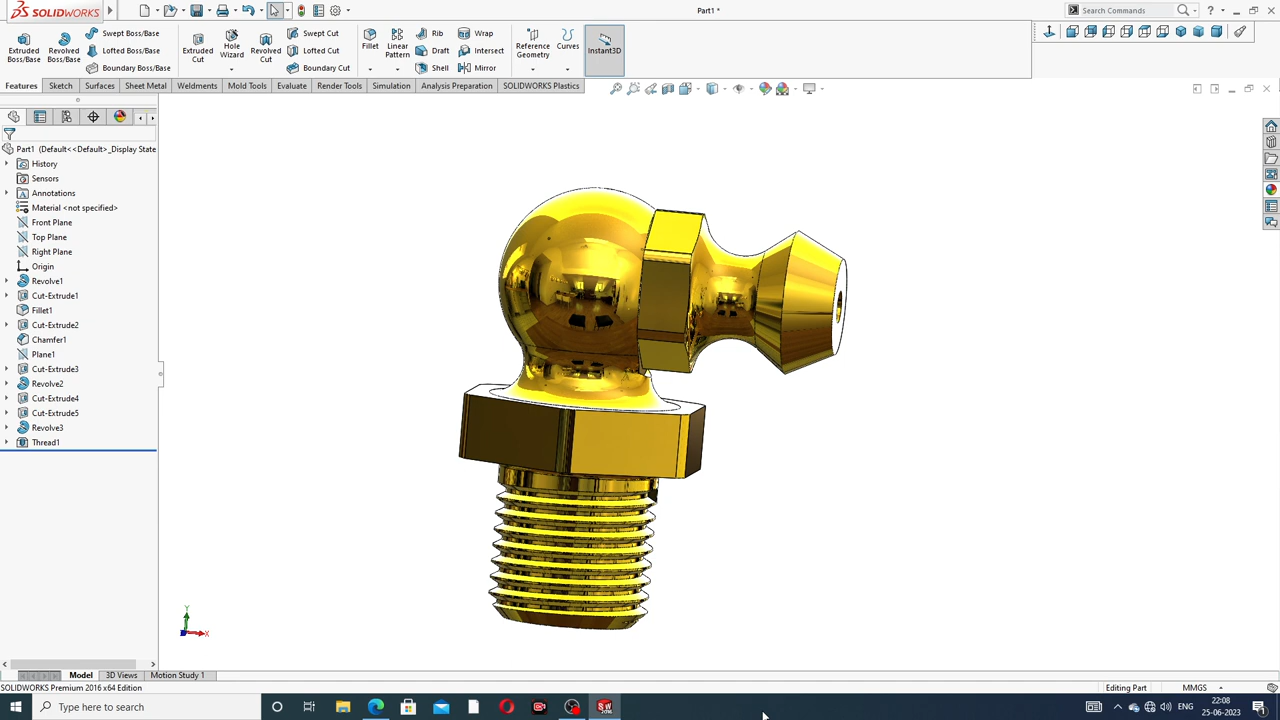 SOLIDWORKS
Part1 *
Search Commands
Extruded Boss/Base
Revolved Boss/Base
Swept Boss/Base
Lofted Boss/Base
Boundary Boss/Base
Extruded Cut
Hole Wizard
Revolved Cut
Swept Cut
Lofted Cut
Boundary Cut
Fillet
Linear Pattern
Rib
Draft
Shell
Wrap
Intersect
Mirror
Reference Geometry
Curves
Instant3D
Features
Sketch
Surfaces
Sheet Metal
Weldments
Mold Tools
Evaluate
Render Tools
Simulation
Analysis Preparation
SOLIDWORKS Plastics
Part1 (Default<<Default>_Display State
History
Sensors
Annotations
Material <not specified>
Front Plane
Top Plane
Right Plane
Origin
Revolve1
Cut-Extrude1
Fillet1
Cut-Extrude2
Chamfer1
Plane1
Cut-Extrude3
Revolve2
Cut-Extrude4
Cut-Extrude5
Revolve3
Thread1
Y
X
Model
3D Views
Motion Study 1
SOLIDWORKS Premium 2016 x64 Edition
Editing Part
MMGS
Type here to search
ENG
22:08
25-06-2023